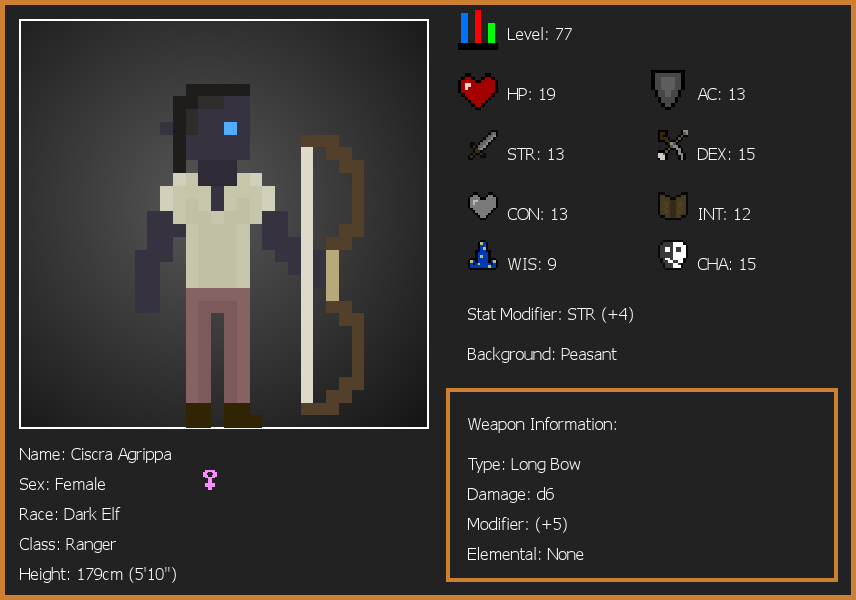 Level: 77
HP: 19
AC: 13
STR: 13
DEX: 15
CON: 13
INT: 12
WIS: 9
CHA: 15
Stat Modifier: STR (+4)
Background: Peasant
Weapon Information:
Type: Long Bow
Damage: d6
Modifier: (+5)
Elemental: None
Name: Ciscra Agrippa
Sex: Female
Race: Dark Elf
Class: Ranger
Height: 179cm (5'10")